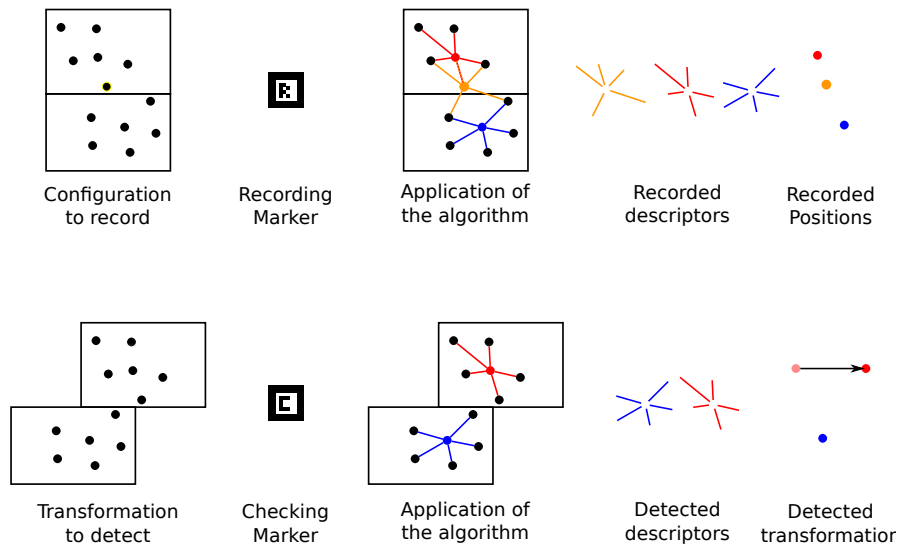 R
Configuration
to record
Recording
Marker
Application of
the algorithm
Recorded
descriptors
Recorded
Positions
C
Transformation
to detect
Checking
Marker
Application of
the algorithm
Detected
descriptors
Detected
transformation